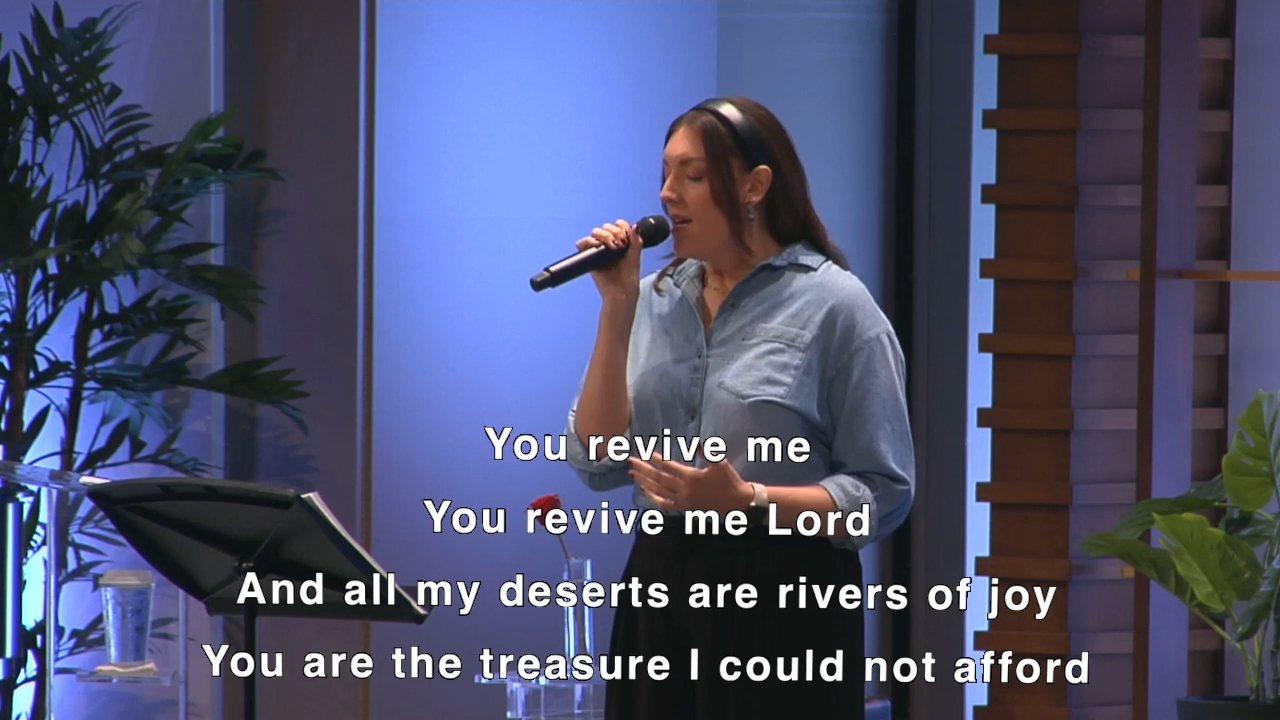 You revive me
You revive me Lord
And all my deserts are rivers of joy
You are the treasure I could not afford